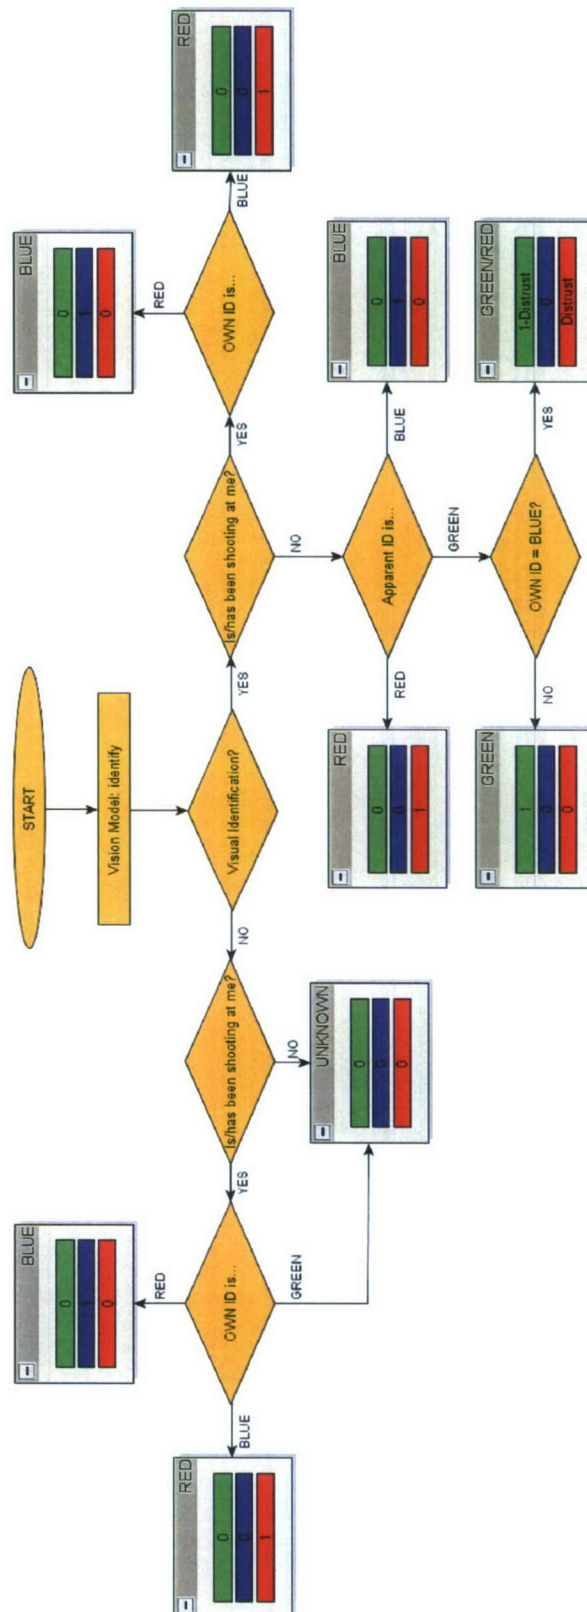 START
Vision Model: identify
Visual Identification?
NO
YES
Is/has been shooting at me?
YES
NO
OWN ID is...
RED
BLUE
GREEN
BLUE
0
1
0
RED
0
0
1
UNKNOWN
0
0
0
Is/has been shooting at me?
YES
NO
OWN ID is...
RED
BLUE
BLUE
0
1
0
RED
0
0
1
Apparent ID is...
RED
BLUE
GREEN
RED
0
0
1
BLUE
0
1
0
OWN ID = BLUE?
NO
YES
GREEN
1
0
0
GREEN/RED
1-Distrust
0
Distrust